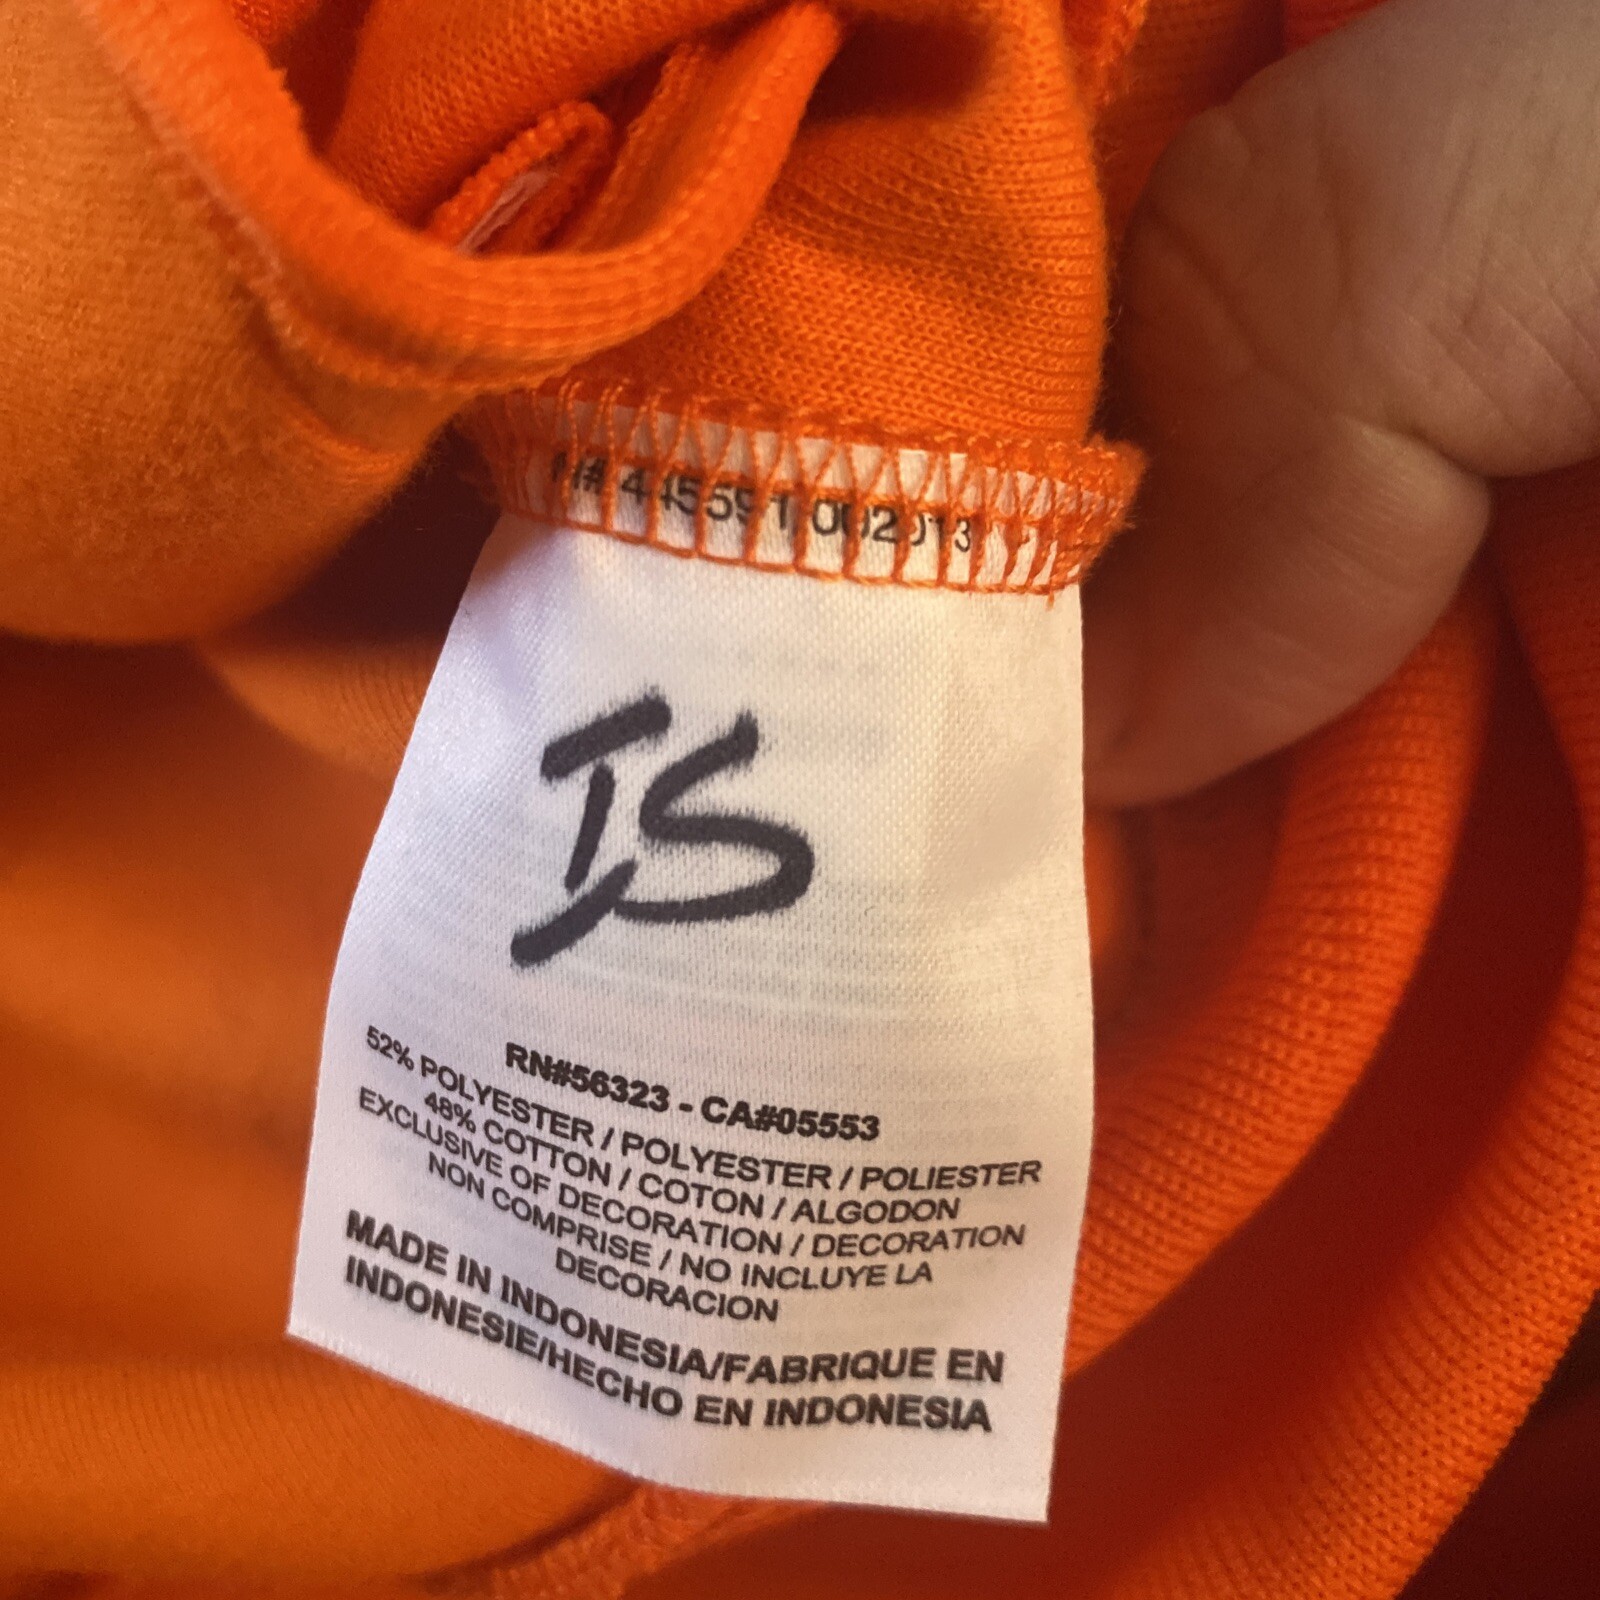 IS
RN#56323 - CA#05553
52% POLYESTER / POLYESTER / POLIESTER
48% COTTON / COTON / ALGODON
EXCLUSIVE OF DECORATION / DECORATION
NON COMPRISE / NO INCLUYE LA
DECORACION
MADE IN INDONESIA/FABRIQUE EN
INDONESIE/HECHO EN INDONESIA